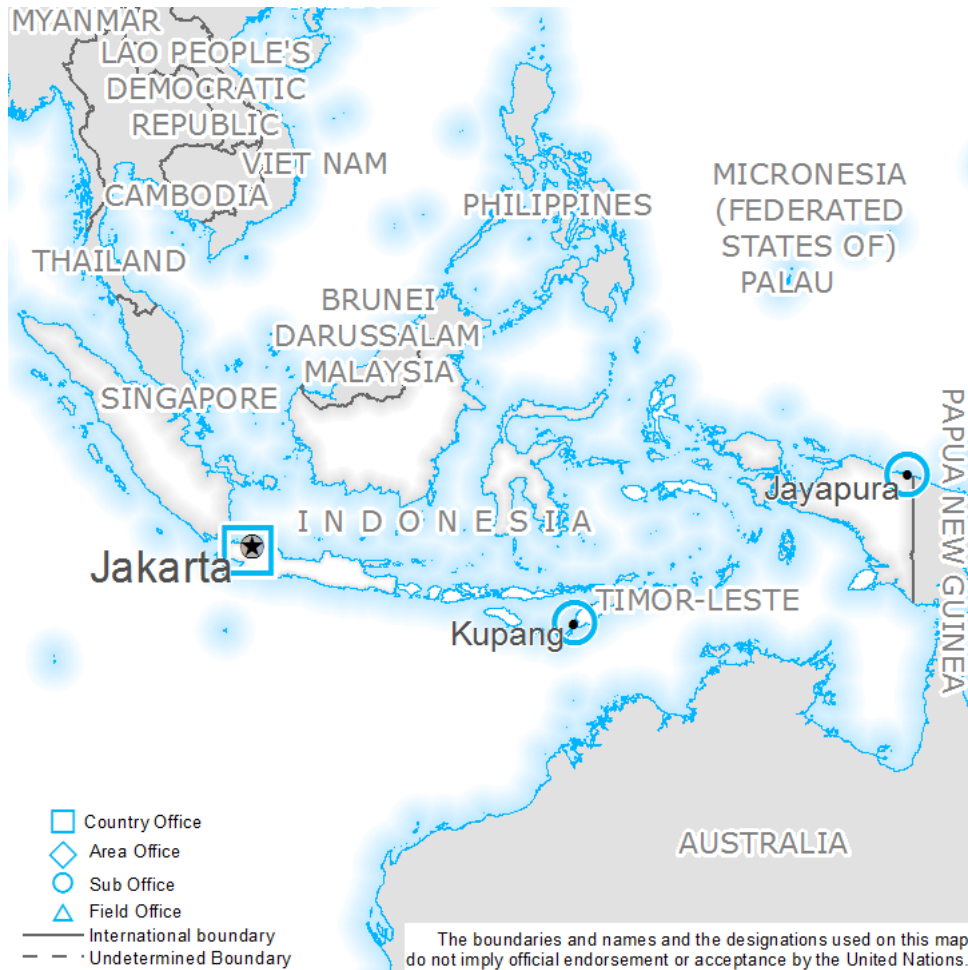 MYANMAR
LAO PEOPLE'S
DEMOCRATIC
REPUBLIC
VIET NAM
CAMBODIA
THAILAND
PHILIPPINES
MICRONESIA
(FEDERATED
STATES OF)
PALAU
BRUNEI
DARUSSALAM
MALAYSIA
SINGAPORE
PAPUA NEW GUINEA
Jayapura
INDONESIA
Jakarta
TIMOR-LESTE
Kupang
AUSTRALIA
Country Office
Area Office
Sub Office
Field Office
International boundary
Undetermined Boundary
The boundaries and names and the designations used on this map
do not imply official endorsement or acceptance by the United Nations.